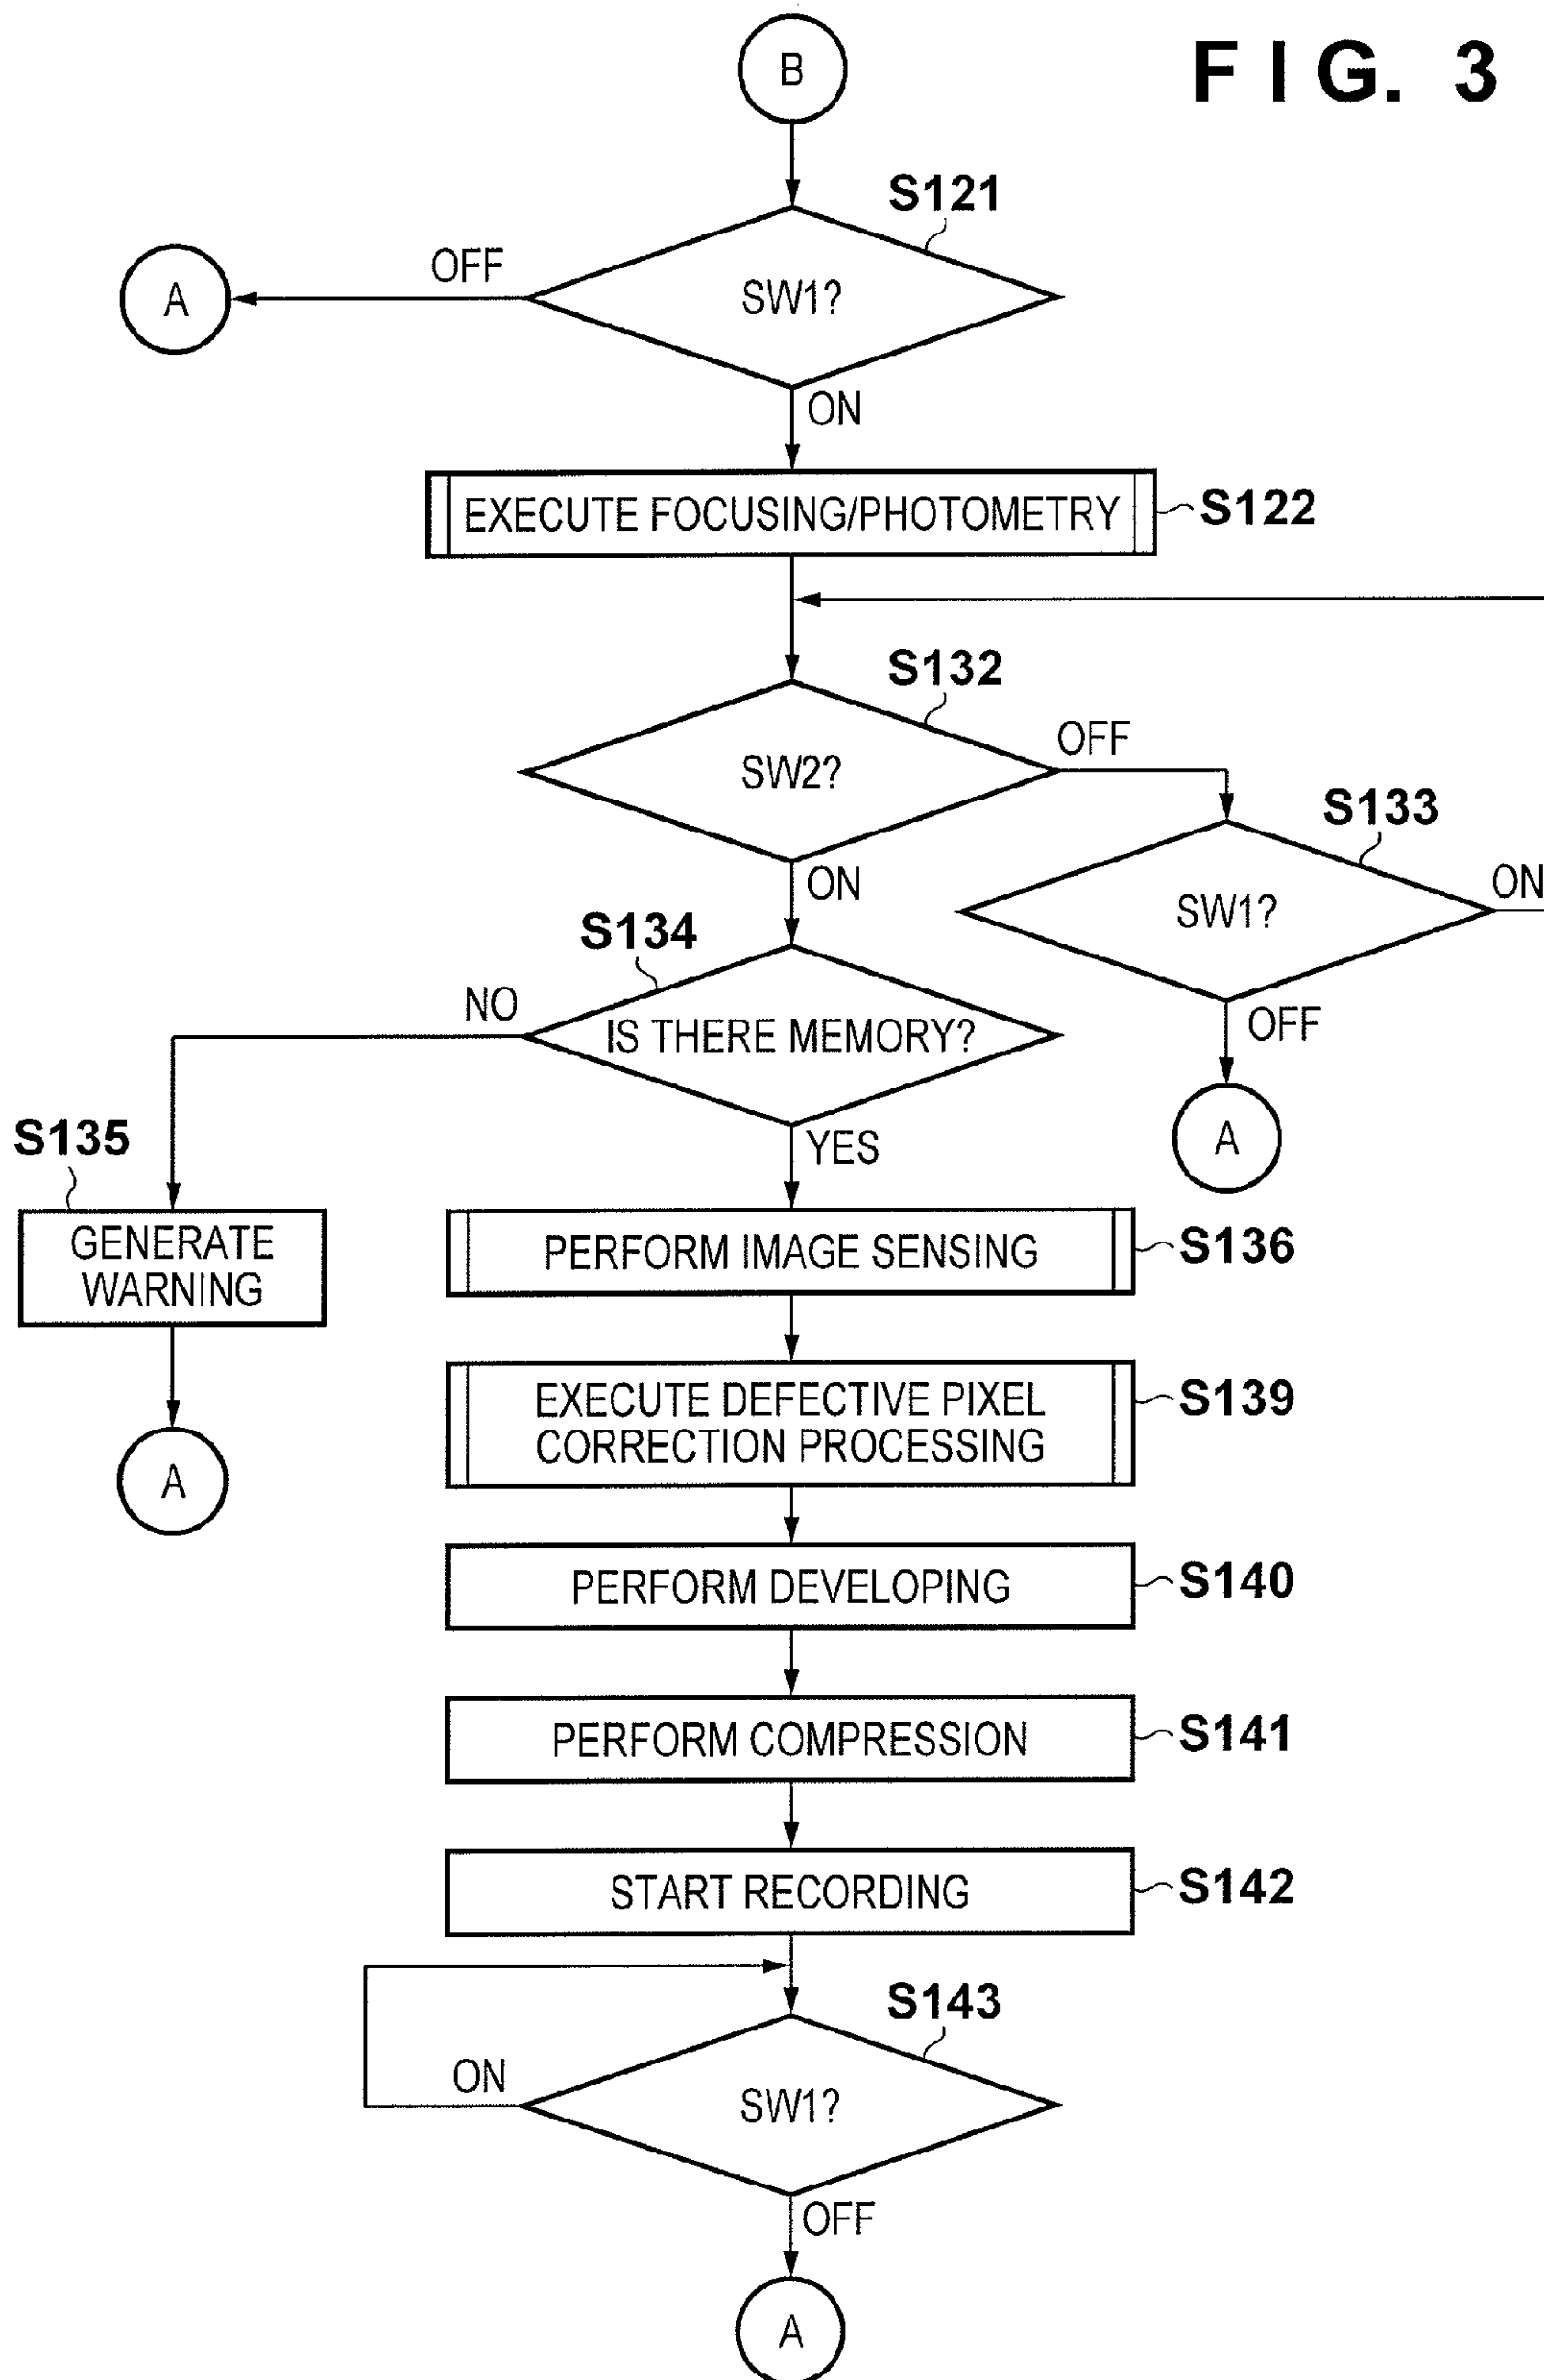 B
F I G. 3
S121
OFF
A
SW1?
ON
EXECUTE FOCUSING/PHOTOMETRY
S122
S132
OFF
SW2?
S133
ON
ON
SW1?
S134
NO
IS THERE MEMORY?
OFF
S135
YES
A
GENERATE
WARNING
PERFORM IMAGE SENSING
S136
EXECUTE DEFECTIVE PIXEL
CORRECTION PROCESSING
S139
A
PERFORM DEVELOPING
S140
PERFORM COMPRESSION
S141
START RECORDING
S142
S143
ON
SW1?
OFF
A